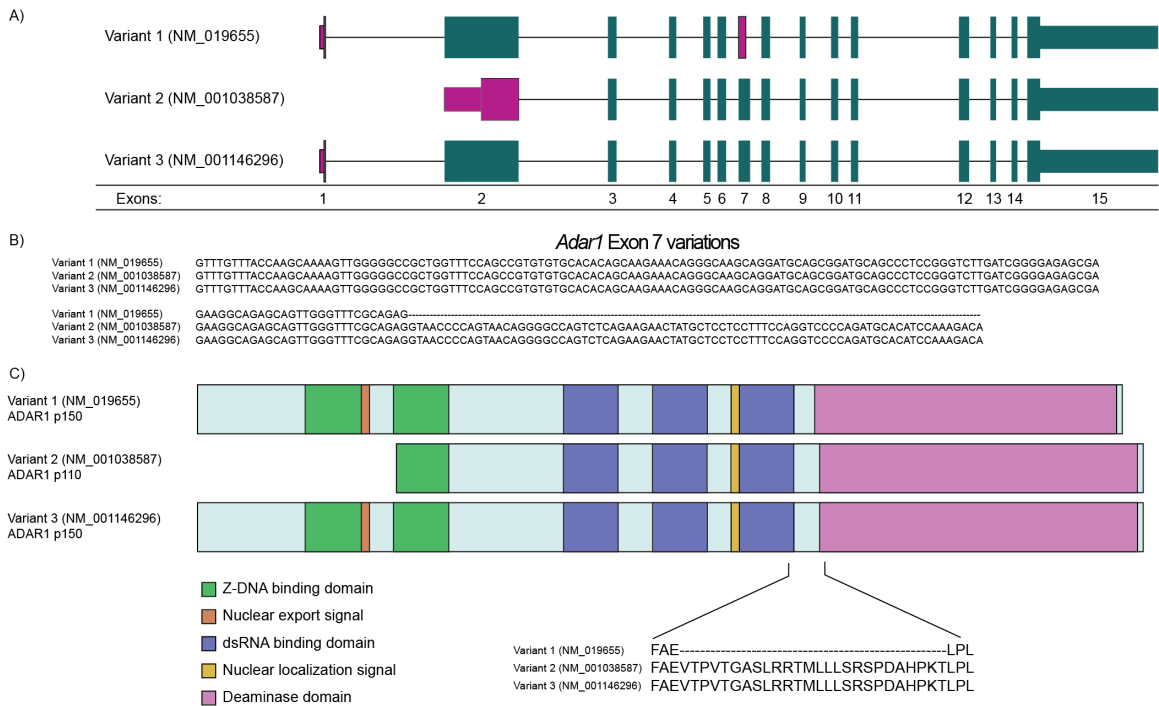 A)
Variant 1 (NM_019655)
Variant 2 (NM_001038587)
Variant 3 (NM_001146296)
Exons: 1 2 3 4 5 6 7 8 9 10 11 12 13 14 15
B)
Adar1 Exon 7 variations
Variant 1 (NM_019655) GTTTGTTTACCAAGCAAAAGTTGGGGGCCGCTGGTTTCCAGCCGTGTGTGCACACAGCAAGAAACAGGGCAAGCAGGATGCAGCGGATGCAGCCCTCCGGGTCTTGATCGGGGAGAGCGA
Variant 2 (NM_001038587) GTTTGTTTACCAAGCAAAAGTTGGGGGCCGCTGGTTTCCAGCCGTGTGTGCACACAGCAAGAAACAGGGCAAGCAGGATGCAGCGGATGCAGCCCTCCGGGTCTTGATCGGGGAGAGCGA
Variant 3 (NM_001146296) GTTTGTTTACCAAGCAAAAGTTGGGGGCCGCTGGTTTCCAGCCGTGTGTGCACACAGCAAGAAACAGGGCAAGCAGGATGCAGCGGATGCAGCCCTCCGGGTCTTGATCGGGGAGAGCGA
Variant 1 (NM_019655) GAAGGCAGAGCAGTTGGGTTTCGCAGAG--------------------------------------------------------------------------------
Variant 2 (NM_001038587) GAAGGCAGAGCAGTTGGGTTTCGCAGAGGTAACCCCAGTAACAGGGGCCAGTCTCAGAAGAACTATGCTCCTCCTTTCCAGGTCCCCAGATGCACATCCAAAGACA
Variant 3 (NM_001146296) GAAGGCAGAGCAGTTGGGTTTCGCAGAGGTAACCCCAGTAACAGGGGCCAGTCTCAGAAGAACTATGCTCCTCCTTTCCAGGTCCCCAGATGCACATCCAAAGACA
C)
Variant 1 (NM_019655)
ADAR1 p150
Variant 2 (NM_001038587)
ADAR1 p110
Variant 3 (NM_001146296)
ADAR1 p150
Z-DNA binding domain
Nuclear export signal
dsRNA binding domain
Nuclear localization signal
Deaminase domain
Variant 1 (NM_019655) FAE--------------------------LPL
Variant 2 (NM_001038587) FAEVTPVTGASLRRTMLLLSRSPDAHPKTLPL
Variant 3 (NM_001146296) FAEVTPVTGASLRRTMLLLSRSPDAHPKTLPL